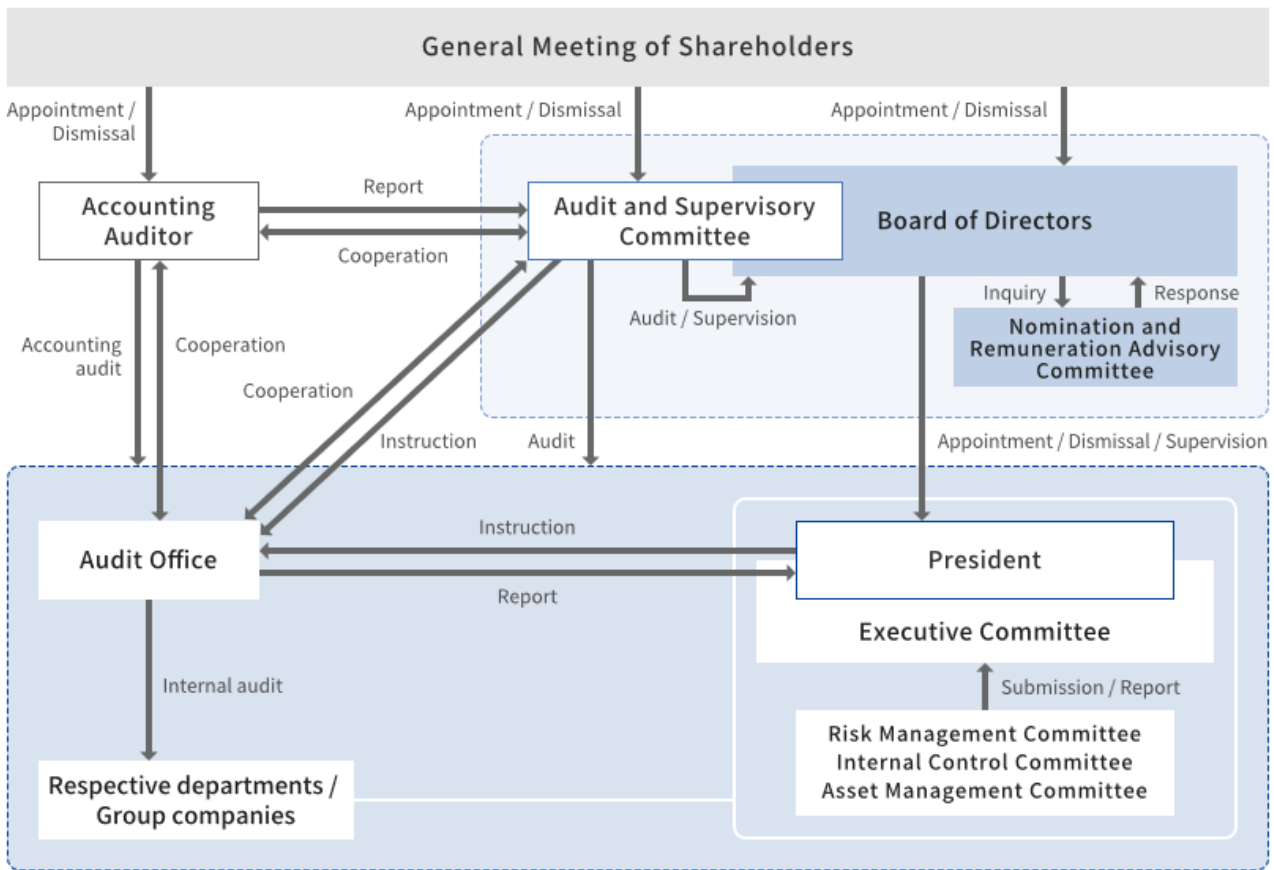 General Meeting of Shareholders
Appointment /
Dismissal
Appointment / Dismissal
Appointment / Dismissal
Accounting
Auditor
Report
Cooperation
Audit and Supervisory
Committee
Board of Directors
Audit / Supervision
Inquiry
Response
Nomination and
Remuneration Advisory
Committee
Accounting
audit
Cooperation
Cooperation
Instruction
Audit
Appointment / Dismissal / Supervision
Audit Office
Instruction
Report
President
Executive Committee
Internal audit
Submission / Report
Risk Management Committee
Internal Control Committee
Asset Management Committee
Respective departments /
Group companies